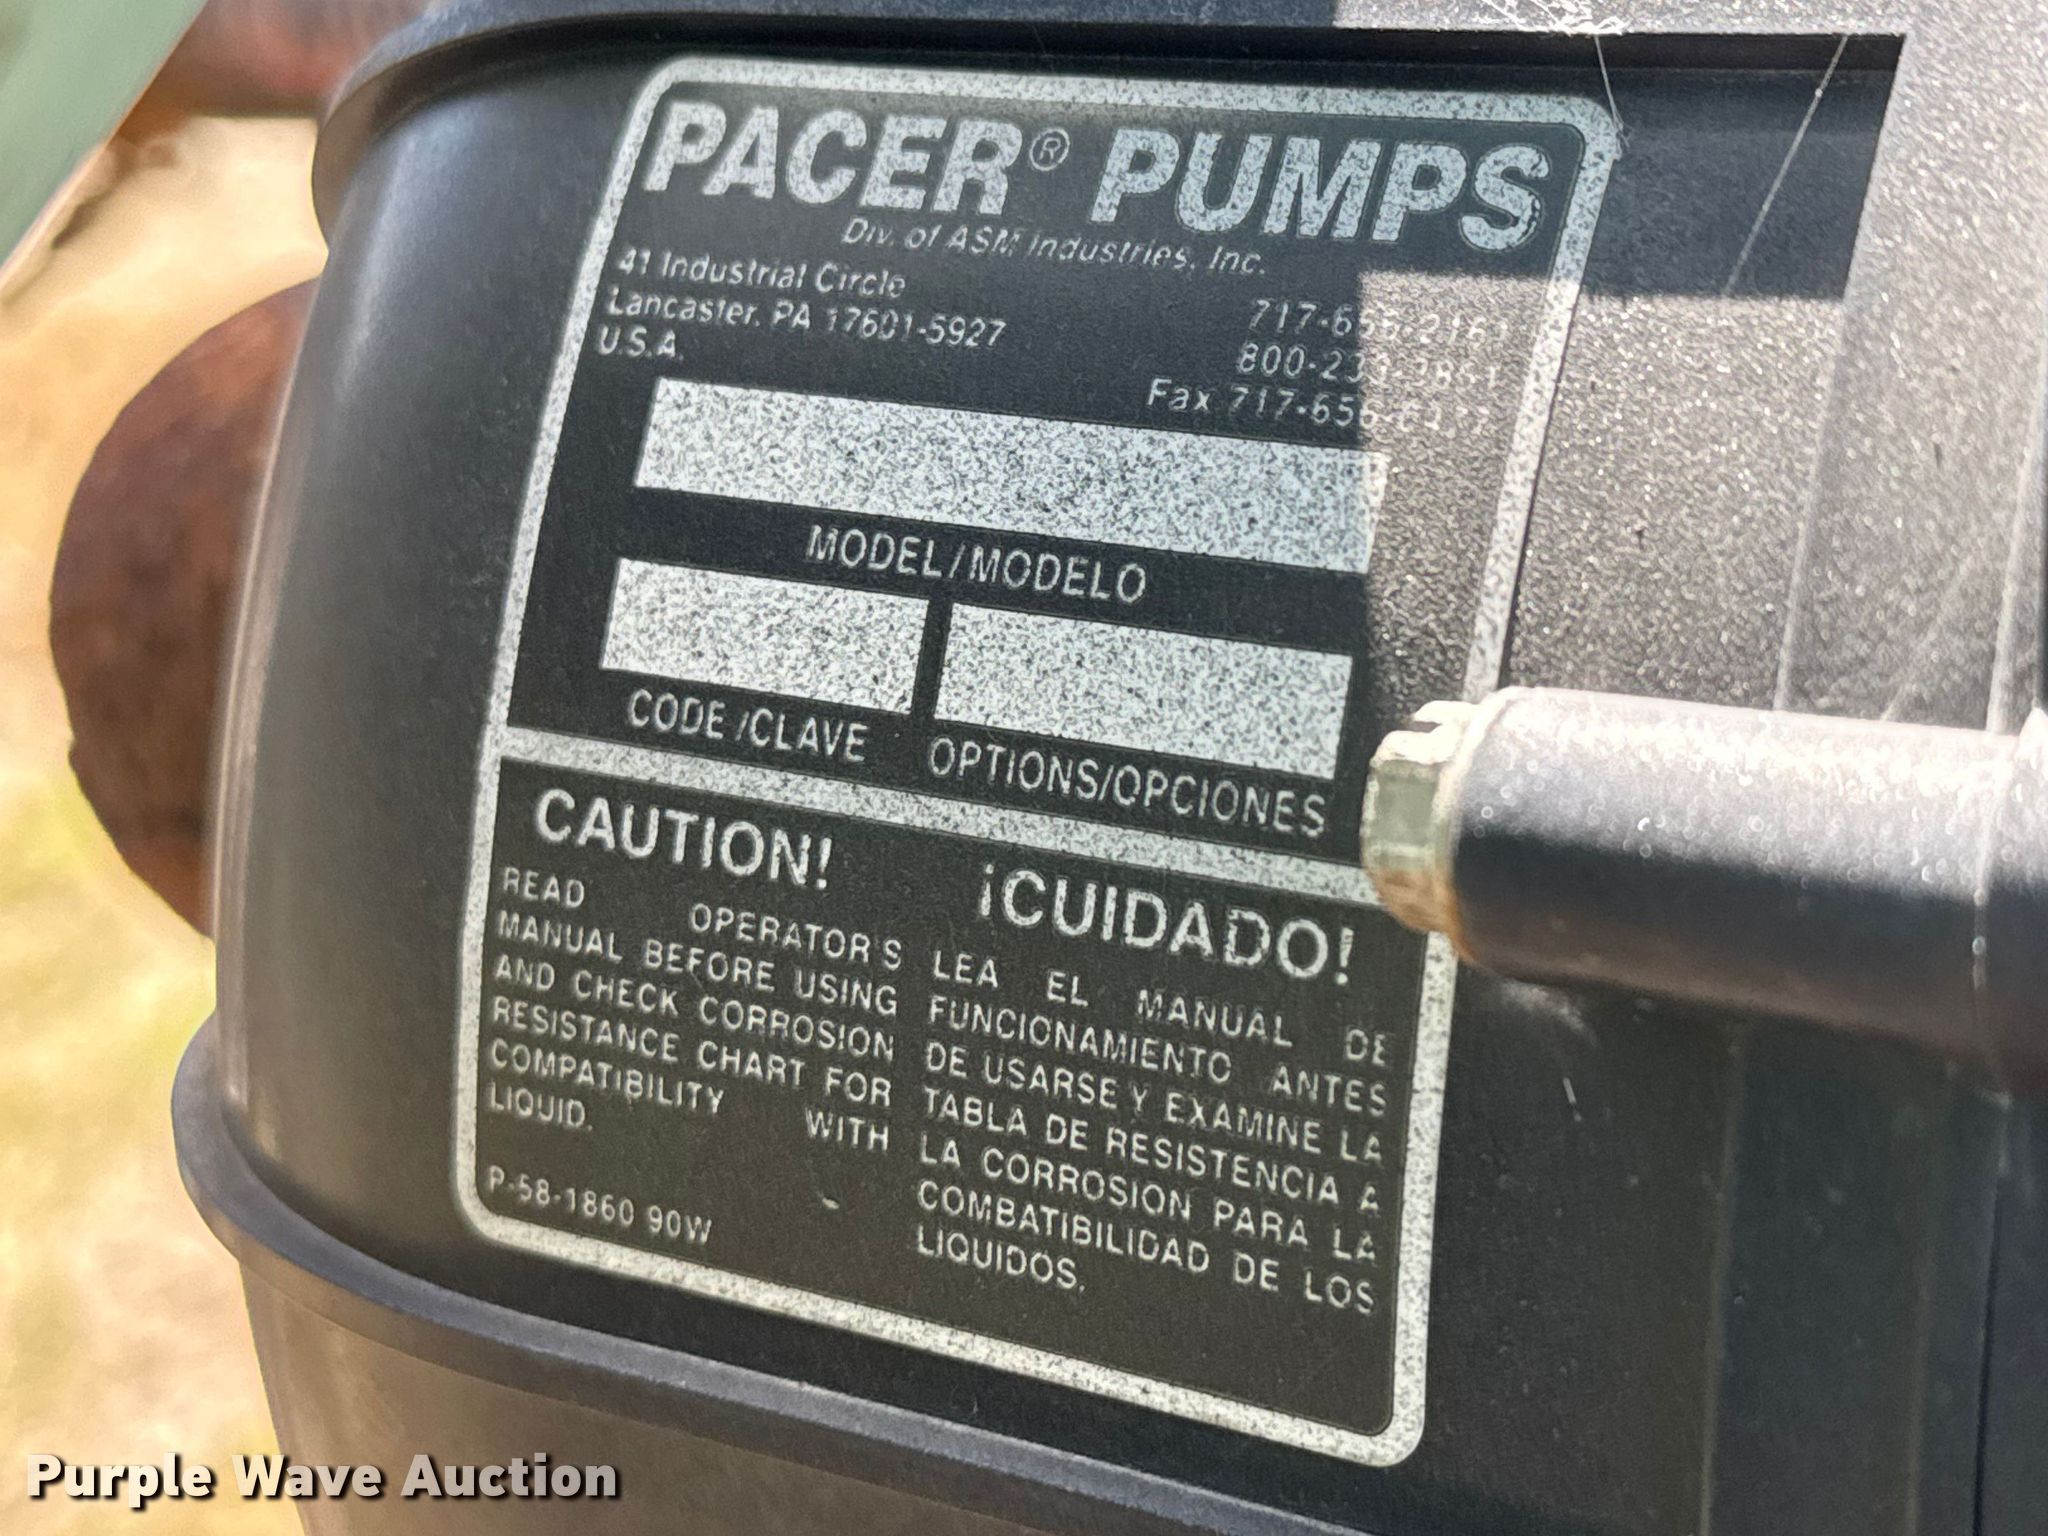 PACER® PUMPS
Div. of ASM Industries, Inc.
41 Industrial Circle
Lancaster, PA 17601-5927
U.S.A.
717-656-2161
Fax
MODEL/MODELO
CODE/CLAVE
OPTIONS/OPCIONES
CAUTION!
READ OPERATOR'S
MANUAL BEFORE USING
AND CHECK CORROSION
RESISTANCE CHART FOR
COMPATIBILITY WITH
LIQUID.
P-58-1860 90W
¡CUIDADO!
LEA EL MANUAL DE
FUNCIONAMIENTO ANTES
DE USARSE Y EXAMINE LA
TABLA DE RESISTENCIA A
LA CORROSION PARA LA
COMBATIBILIDAD DE LOS
LIQUIDOS.
Purple Wave Auction